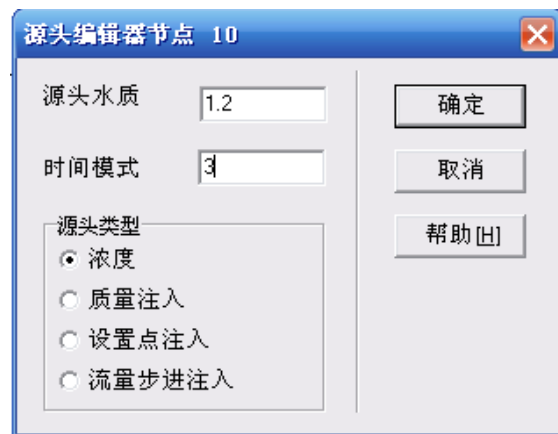 源头编辑器节点 10
源头水质 1.2 确定
时间模式 3 取消
源头类型 帮助[H]
浓度
质量注入
设置点注入
流量步进注入